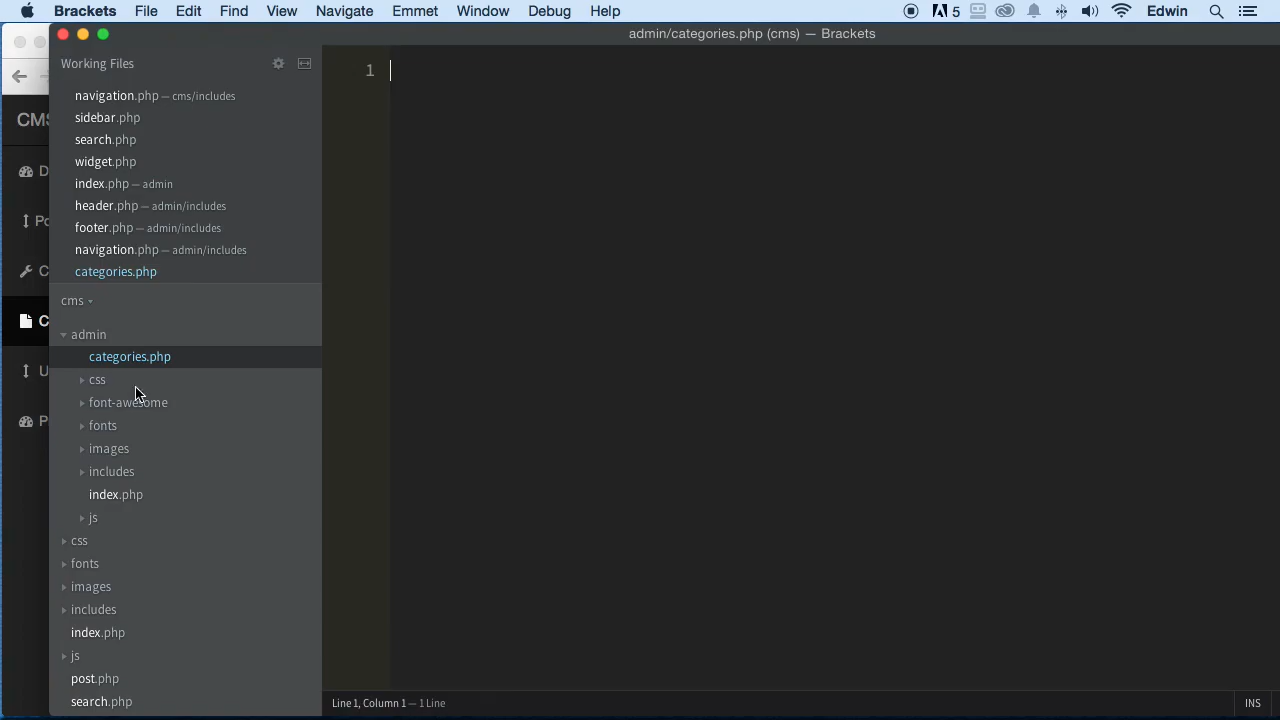 Brackets File Edit Find View Navigate Emmet Window Debug Help 5 Edwin
admin/categories.php (cms) — Brackets
Working Files
1
navigation.php — cms/includes
sidebar.php
CMS
search.php
widget.php
D
index.php — admin
header.php — admin/includes
Po
footer.php — admin/includes
navigation.php — admin/includes
categories.php
C
cms
C
admin
categories.php
U
css
font-awesome
P
fonts
images
includes
index.php
js
css
fonts
images
includes
index.php
js
post.php
search.php
Line 1, Column 1 — 1 Line
INS